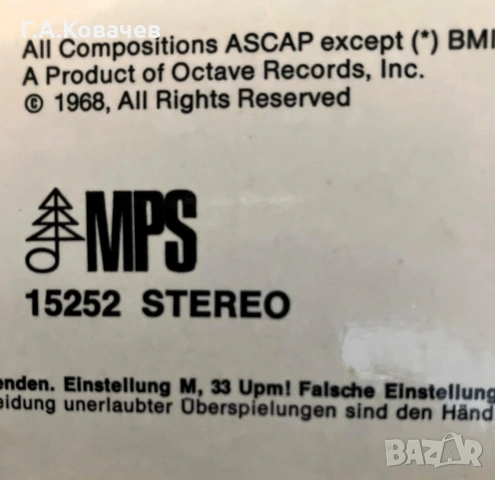 Г.А.Ковачев
All Compositions ASCAP except (*) BMI
A Product of Octave Records, Inc.
© 1968, All Rights Reserved
MPS
15252 STEREO
enden. Einstellung M, 33 Upm! Falsche Einstellung
eidung unerlaubter Überspielungen sind den Händ
BAZAR